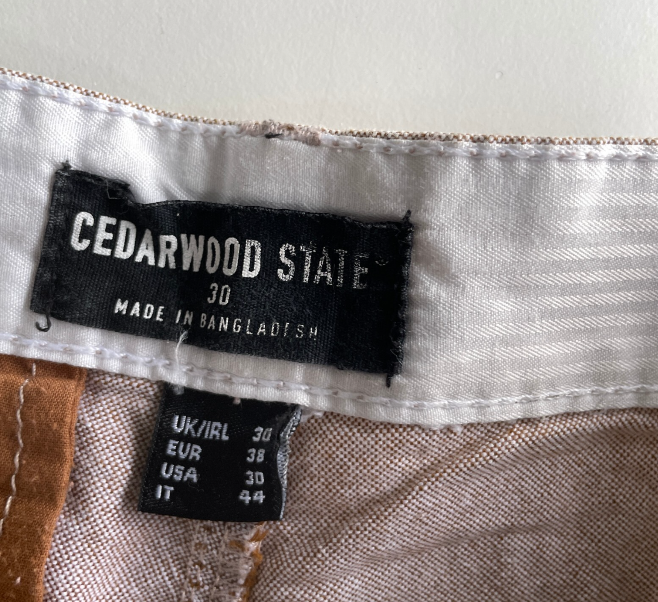 CEDARWOOD STATE
30
MADE IN BANGLADESH
UK/IRL 30
EUR 38
USA 30
IT 44